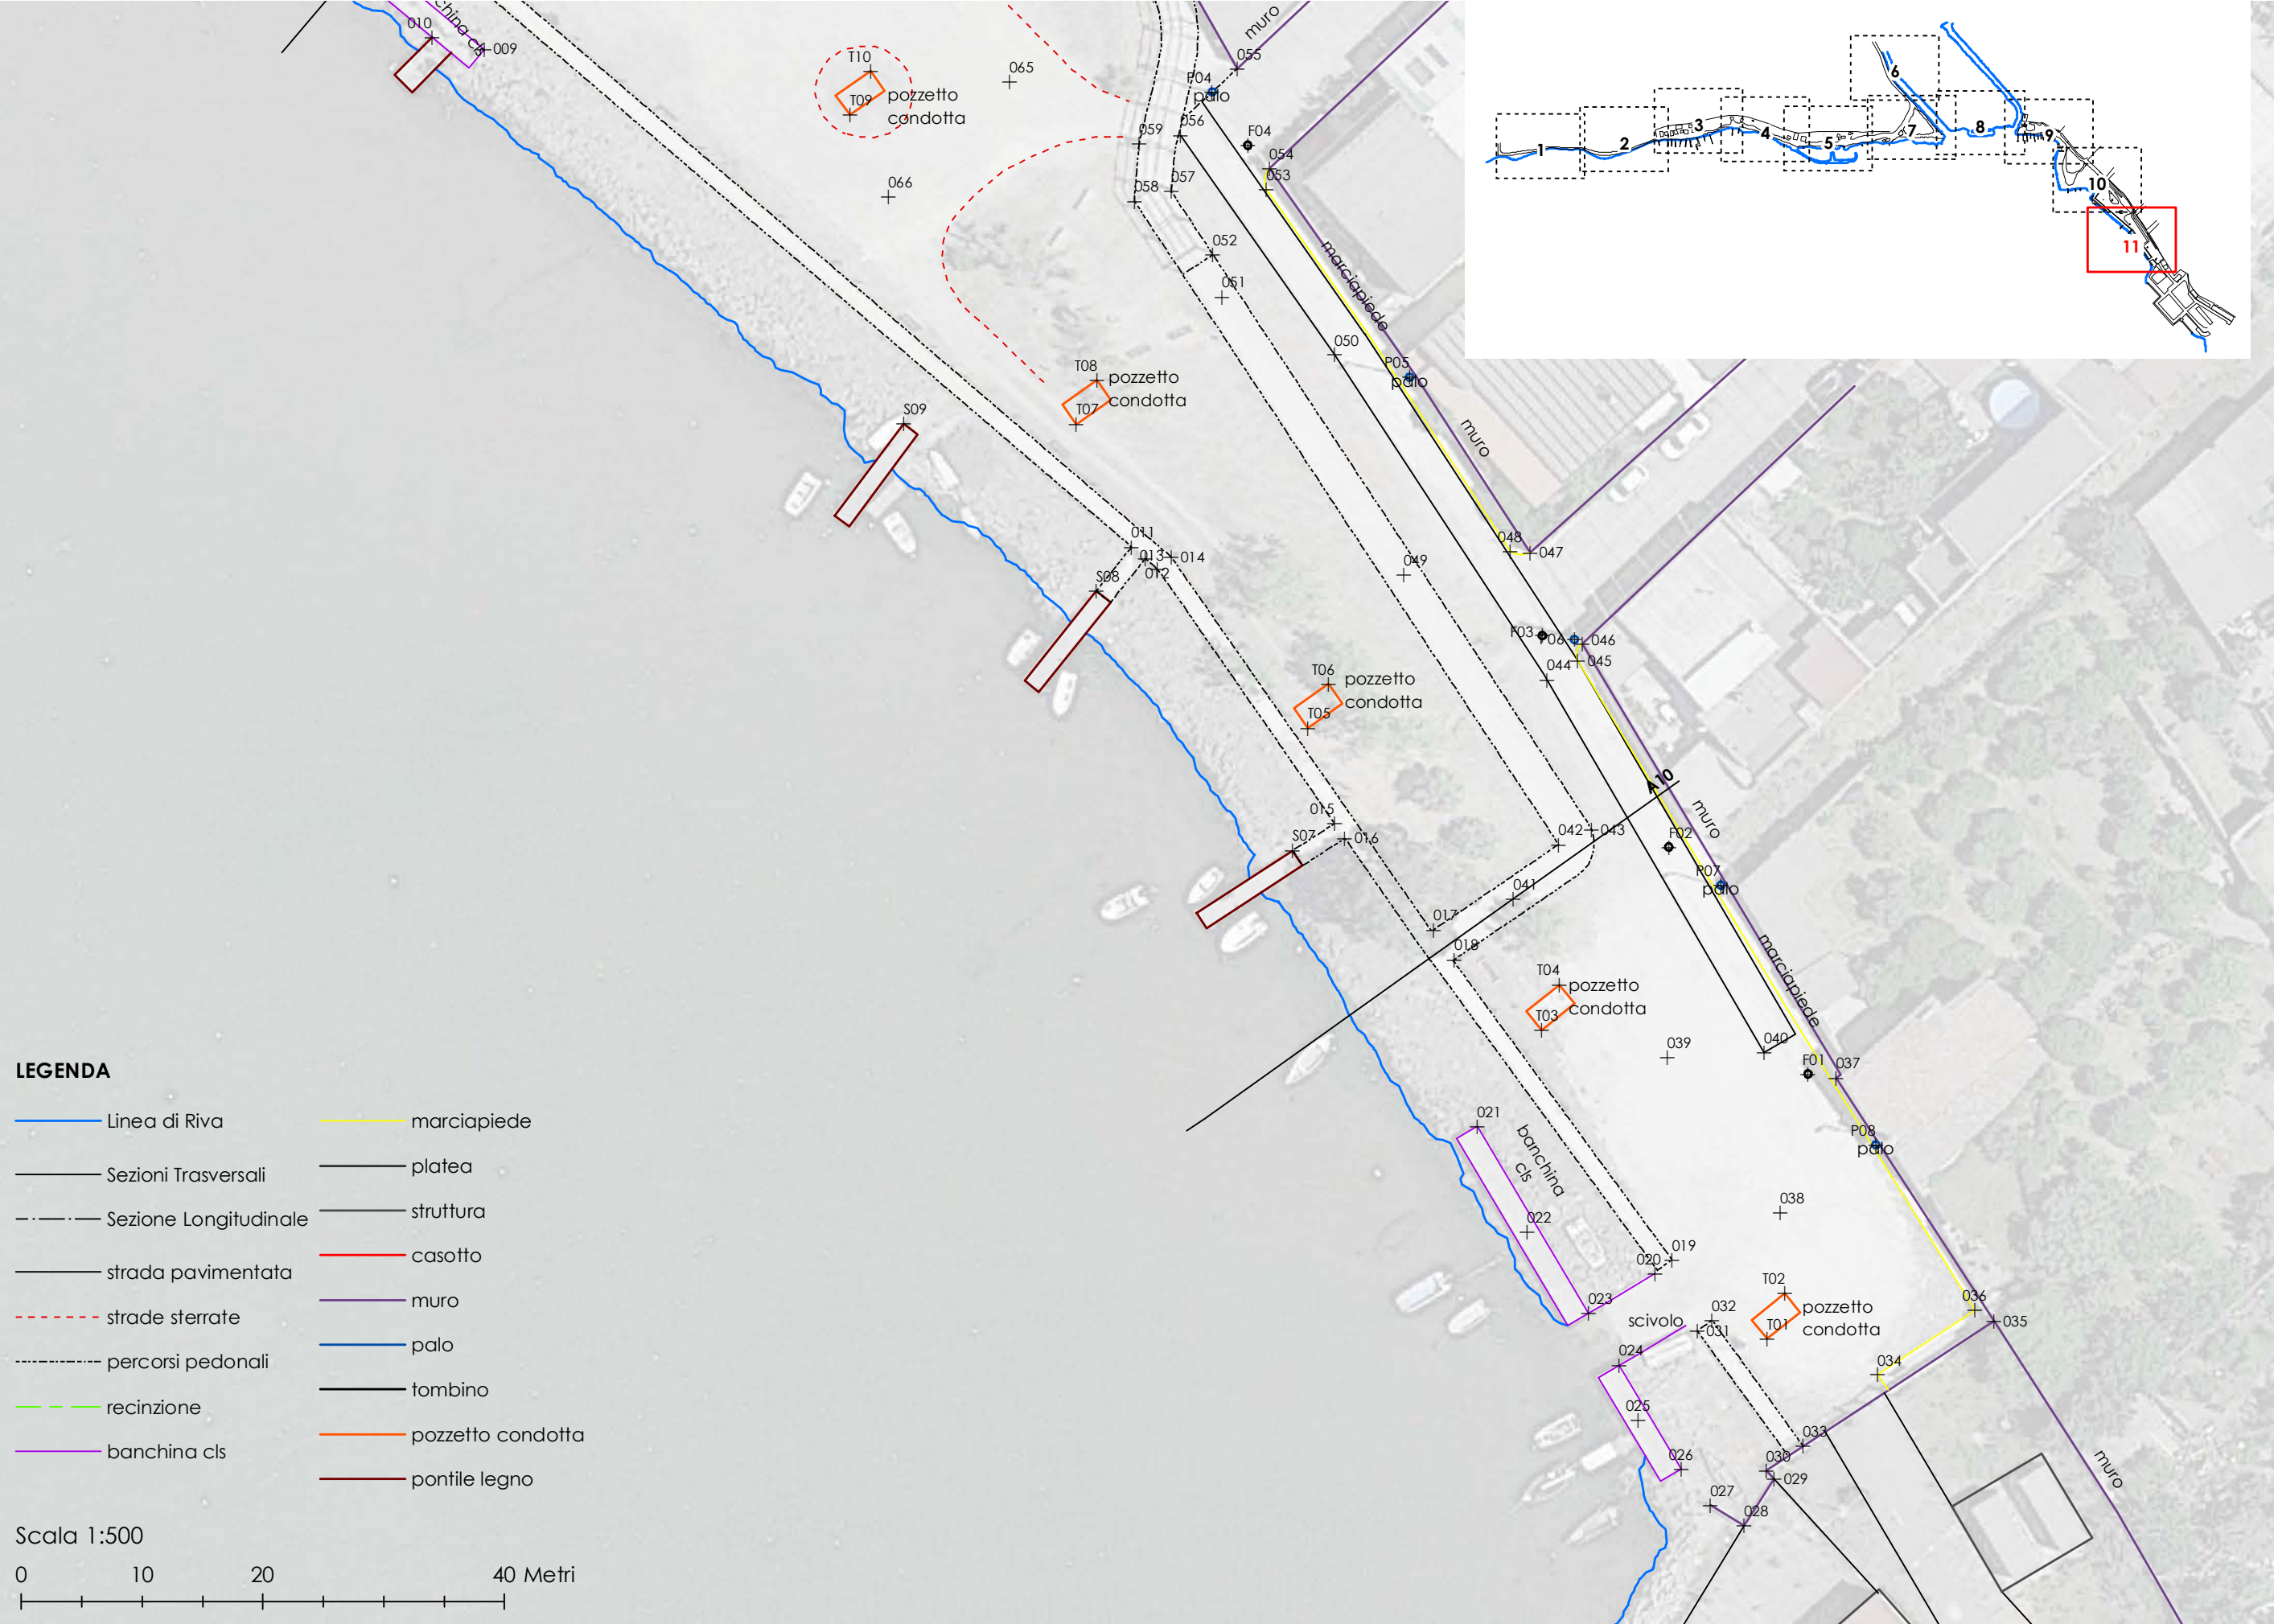 china cls
010
009
T10
T09
pozzetto
condotta
065
066
muro
055
P04
palo
059
056
F04
054
053
057
058
052
051
marciapiedo
050
P05
palo
muro
T08
pozzetto
condotta
T07
S09
011
013
014
012
S08
049
048
047
F03
P06
046
045
044
T06
pozzetto
condotta
T05
A10
muro
015
016
S07
042
043
F02
P07
palo
041
017
018
marciapiede
T04
pozzetto
condotta
T03
039
040
F01
037
021
banchina
cls
P08
palo
022
038
019
020
023
T02
pozzetto
condotta
T01
036
035
scivolo
032
031
024
034
025
033
026
030
029
027
028
muro
1
2
3
4
5
6
7
8
9
10
11
LEGENDA
Linea di Riva
Sezioni Trasversali
Sezione Longitudinale
strada pavimentata
strade sterrate
percorsi pedonali
recinzione
banchina cls
marciapiede
platea
struttura
casotto
muro
palo
tombino
pozzetto condotta
pontile legno
Scala 1:500
0 10 20 40 Metri